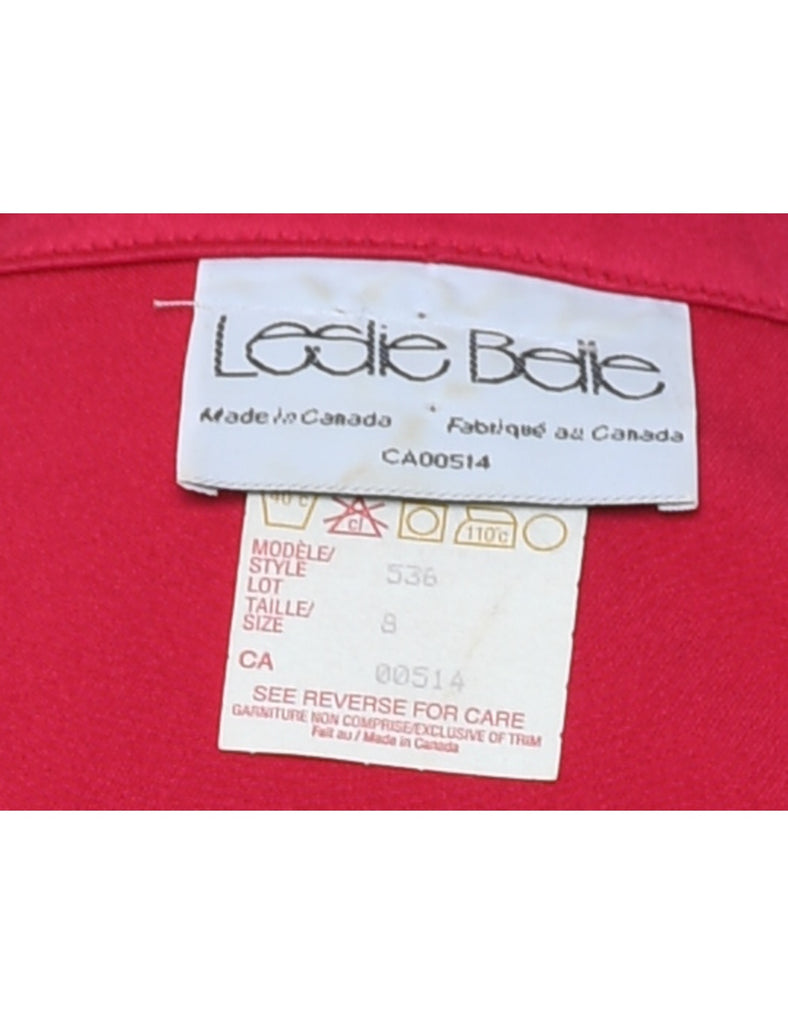 Leslie Belle
Made in Canada Fabriqué au Canada
CA00514
40°c cl 110°c
MODÈLE/
STYLE 536
LOT
TAILLE/
SIZE 8
CA 00514
SEE REVERSE FOR CARE
GARNITURE NON COMPRISE/EXCLUSIVE OF TRIM
Fait au / Made in Canada